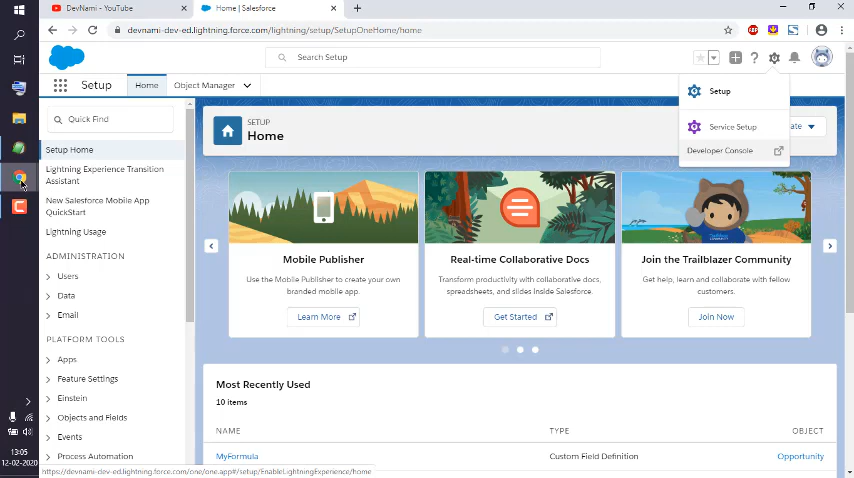 DevNami - YouTube
Home | Salesforce
devnami-dev-ed.lightning.force.com/lightning/setup/SetupOneHome/home
ABP
Search Setup
Setup
Home
Object Manager
Setup
Service Setup
Developer Console
Quick Find
SETUP
Home
ate
Setup Home
Lightning Experience Transition
Assistant
New Salesforce Mobile App
QuickStart
Lightning Usage
ADMINISTRATION
Users
Data
Email
PLATFORM TOOLS
Apps
Feature Settings
Einstein
Objects and Fields
Events
Process Automation
Mobile Publisher
Use the Mobile Publisher to create your own
branded mobile app.
Learn More
Real-time Collaborative Docs
Transform productivity with collaborative docs,
spreadsheets, and slides inside Salesforce.
Get Started
Join the Trailblazer Community
Get help, learn and collaborate with fellow
customers.
Join Now
Most Recently Used
10 items
NAME
TYPE
OBJECT
MyFormula
Custom Field Definition
Opportunity
https://devnami-dev-ed.lightning.force.com/one/one.app#/setup/EnableLightningExperience/home
13:05
12-02-2020